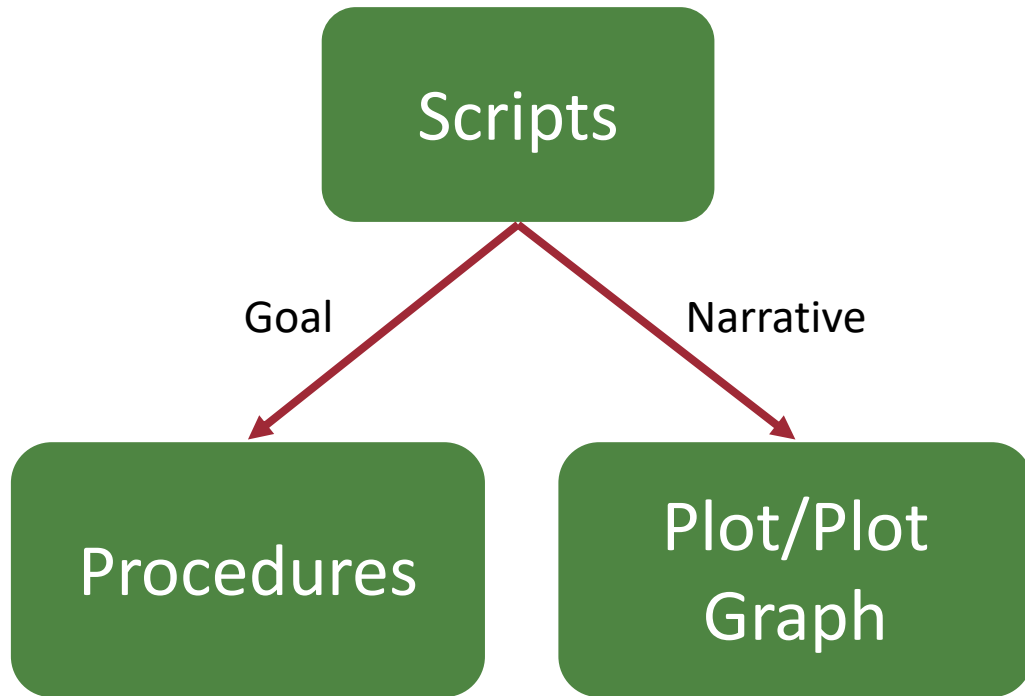 Scripts
Goal
Narrative
Procedures
Plot/Plot
Graph